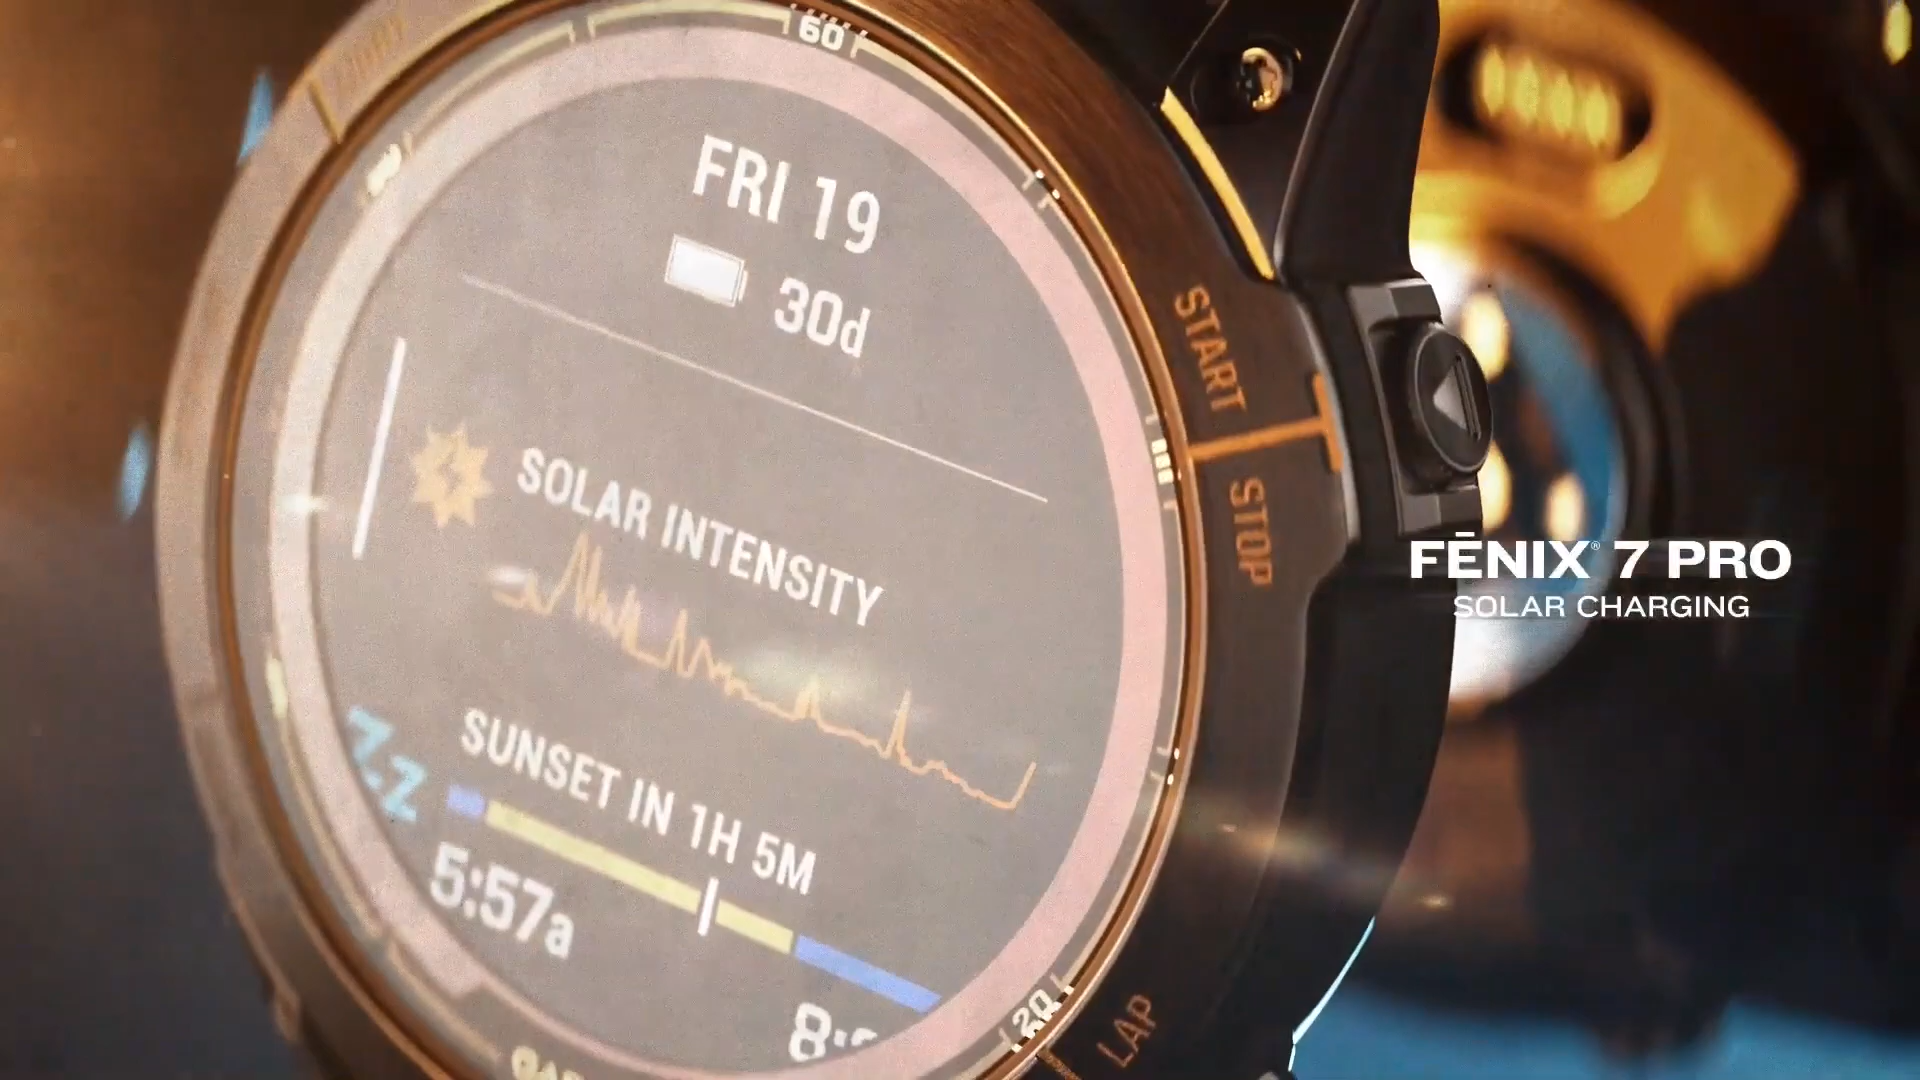 60
FRI 19
30d
START
STOP
SOLAR INTENSITY
FĒNIX® 7 PRO
SOLAR CHARGING
SUNSET IN 1H 5M
Zz
5:57a
20
LAP